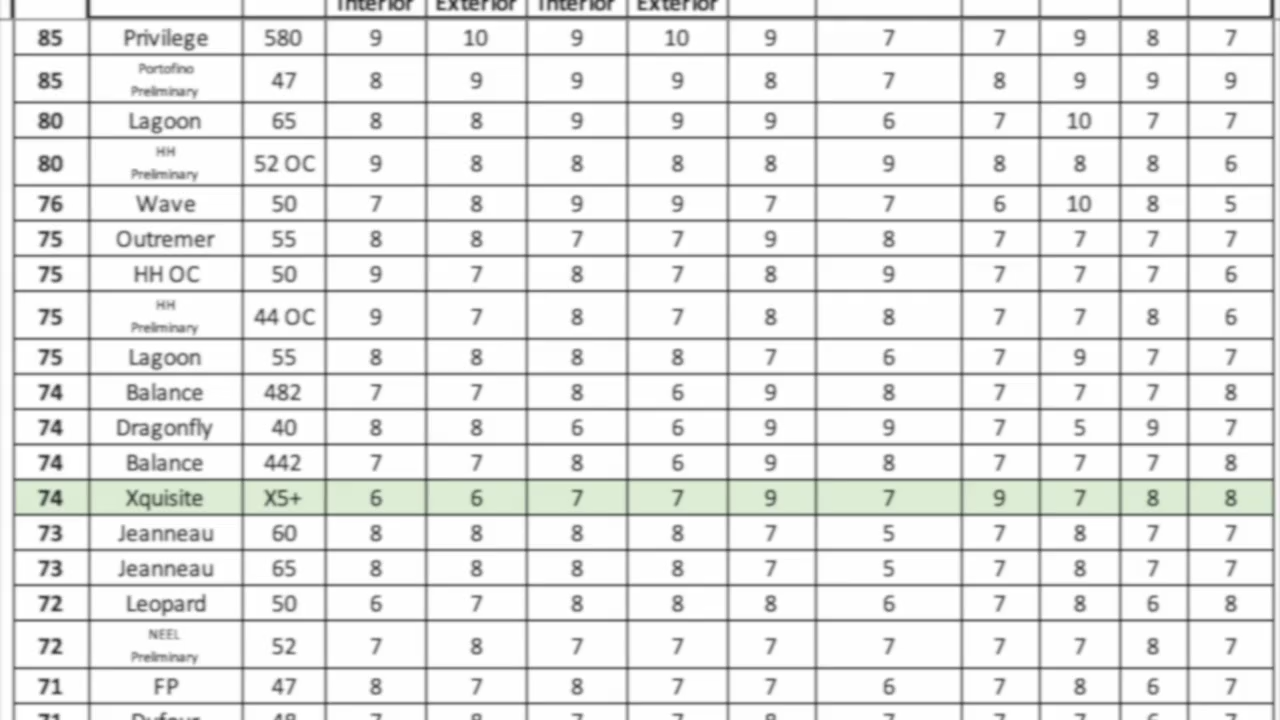 Interior Exterior Interior Exterior
85 Privilege 580 9 10 9 10 9 7 7 9 8 7
85 Portofino Preliminary 47 8 9 9 9 8 7 8 9 9 9
80 Lagoon 65 8 8 9 9 9 6 7 10 7 7
80 HH Preliminary 52 OC 9 8 8 8 8 9 8 8 8 6
76 Wave 50 7 8 9 9 7 7 6 10 8 5
75 Outremer 55 8 8 7 7 9 8 7 7 7 7
75 HH OC 50 9 7 8 7 8 9 7 7 7 6
75 HH Preliminary 44 OC 9 7 8 7 8 8 7 7 8 6
75 Lagoon 55 8 8 8 8 7 6 7 9 7 7
74 Balance 482 7 7 8 6 9 8 7 7 7 8
74 Dragonfly 40 8 8 6 6 9 9 7 5 9 7
74 Balance 442 7 7 8 6 9 8 7 7 7 8
74 Xquisite X5+ 6 6 7 7 9 7 9 7 8 8
73 Jeanneau 60 8 8 8 8 7 5 7 8 7 7
73 Jeanneau 65 8 8 8 8 7 5 7 8 7 7
72 Leopard 50 6 7 8 8 8 6 7 8 6 8
72 NEEL Preliminary 52 7 8 7 7 7 7 7 7 8 7
71 FP 47 8 7 8 7 7 6 7 8 6 7